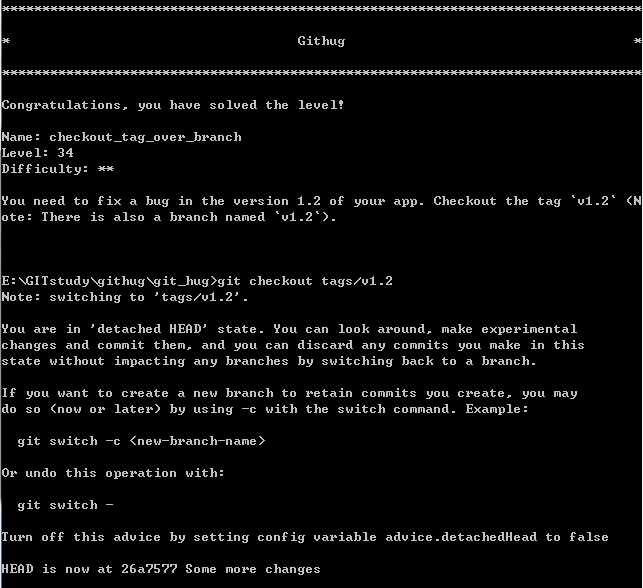 ********************************************************************************
* Githug *
********************************************************************************
Congratulations, you have solved the level!
Name: checkout_tag_over_branch
Level: 34
Difficulty: **
You need to fix a bug in the version 1.2 of your app. Checkout the tag `v1.2` (N
ote: There is also a branch named `v1.2`).
E:\GITstudy\githug\git_hug>git checkout tags/v1.2
Note: switching to 'tags/v1.2'.
You are in 'detached HEAD' state. You can look around, make experimental
changes and commit them, and you can discard any commits you make in this
state without impacting any branches by switching back to a branch.
If you want to create a new branch to retain commits you create, you may
do so (now or later) by using -c with the switch command. Example:
git switch -c <new-branch-name>
Or undo this operation with:
git switch -
Turn off this advice by setting config variable advice.detachedHead to false
HEAD is now at 26a7577 Some more changes